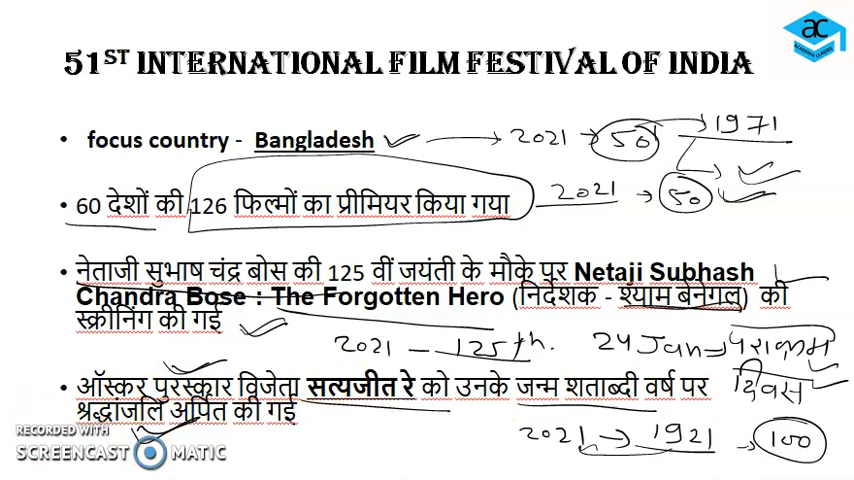 ac
ACADEMIC CLASSES
51ST INTERNATIONAL FILM FESTIVAL OF INDIA
• focus country - Bangladesh → 2021 → 50 → 1971
• 60 देशों की 126 फिल्मों का प्रीमियर किया गया 2021 → 50
• नेताजी सुभाष चंद्र बोस की 125 वीं जयंती के मौके पर Netaji Subhash
Chandra Bose : The Forgotten Hero (निर्देशक - श्याम बेनेगल) की
स्क्रीनिंग की गई
2021 - 125th. 24 Jan → पराक्रम
दिवस
• ऑस्कर पुरस्कार विजेता सत्यजीत रे को उनके जन्म शताब्दी वर्ष पर
श्रद्धांजलि अर्पित की गई
2021 → 1921 → 100
RECORDED WITH
SCREENCAST MATIC